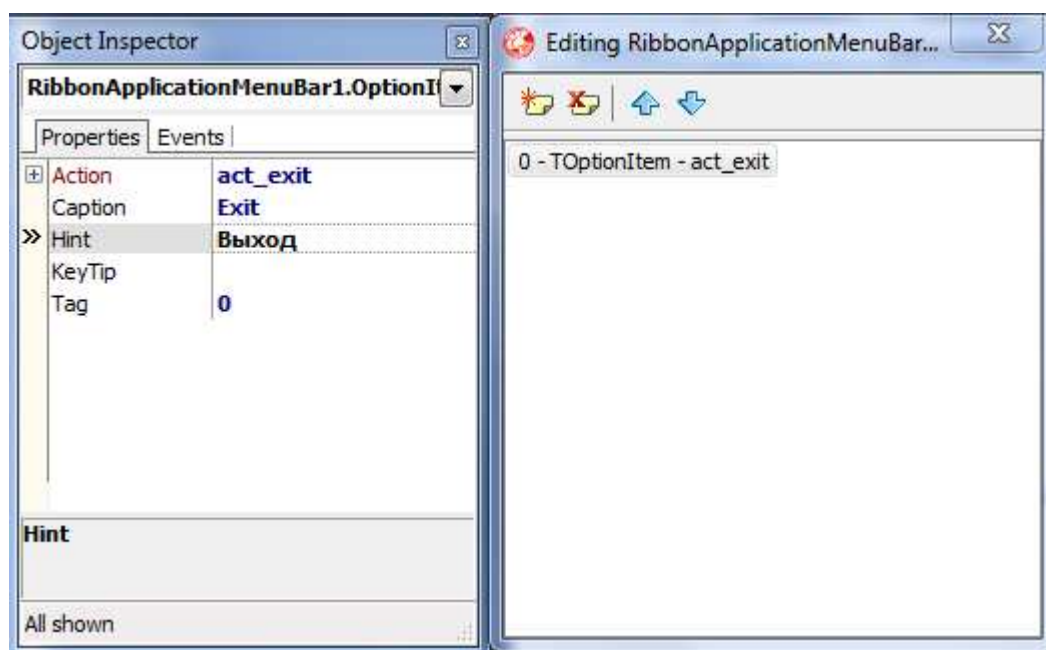 Object Inspector
RibbonApplicationMenuBar1.OptionIt
Properties Events
Action act_exit
Caption Exit
Hint Выход
KeyTip
Tag 0
Hint
All shown
Editing RibbonApplicationMenuBar...
0 - TOptionItem - act_exit